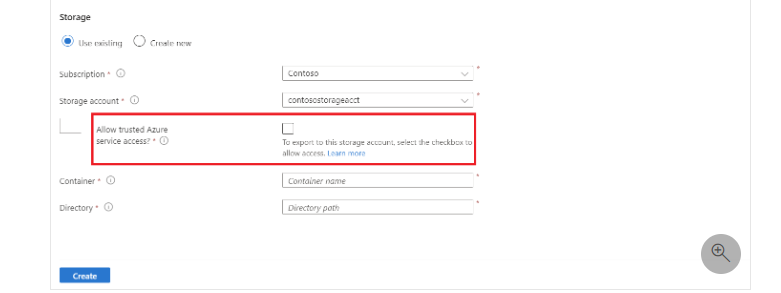 Storage
Use existing Create new
Subscription * Contoso *
Storage account * contosostorageacct *
Allow trusted Azure
service access? *
To export to this storage account, select the checkbox to
allow access. Learn more
Container * Container name *
Directory * Directory path *
Create